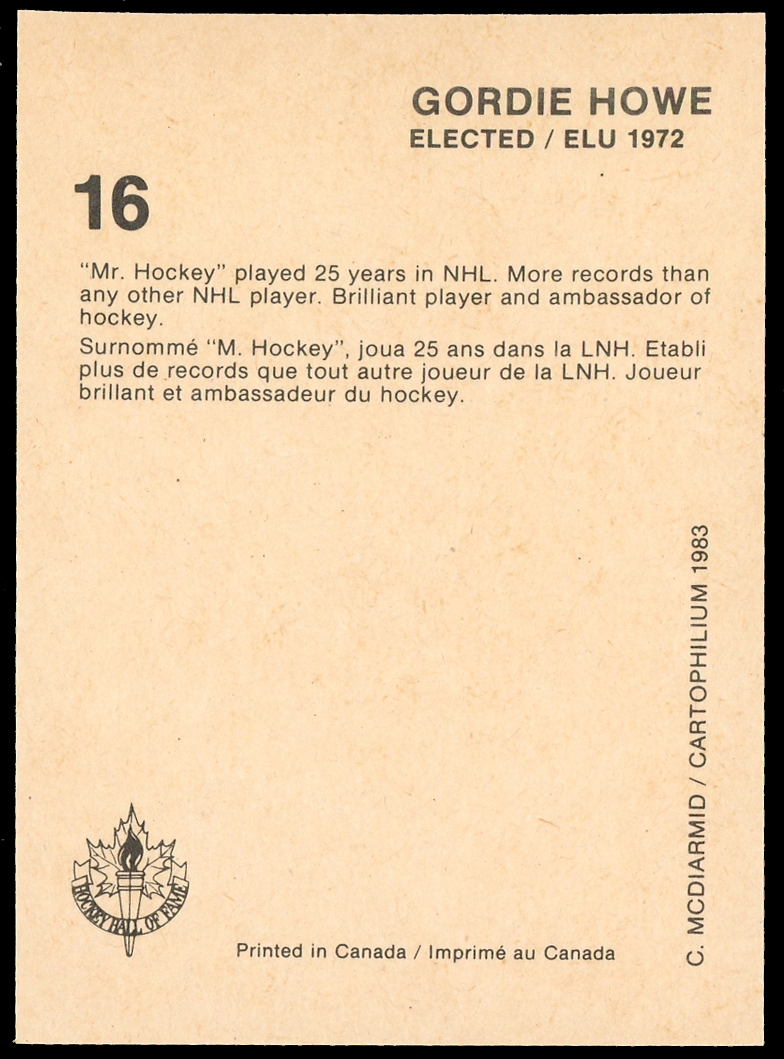 GORDIE HOWE
ELECTED / ELU 1972
16
“Mr. Hockey” played 25 years in NHL. More records than
any other NHL player. Brilliant player and ambassador of
hockey.
Surnommé “M. Hockey”, joua 25 ans dans la LNH. Etabli
plus de records que tout autre joueur de la LNH. Joueur
brillant et ambassadeur du hockey.
C. MCDIARMID / CARTOPHILIUM 1983
HOCKEY HALL OF FAME
Printed in Canada / Imprimé au Canada